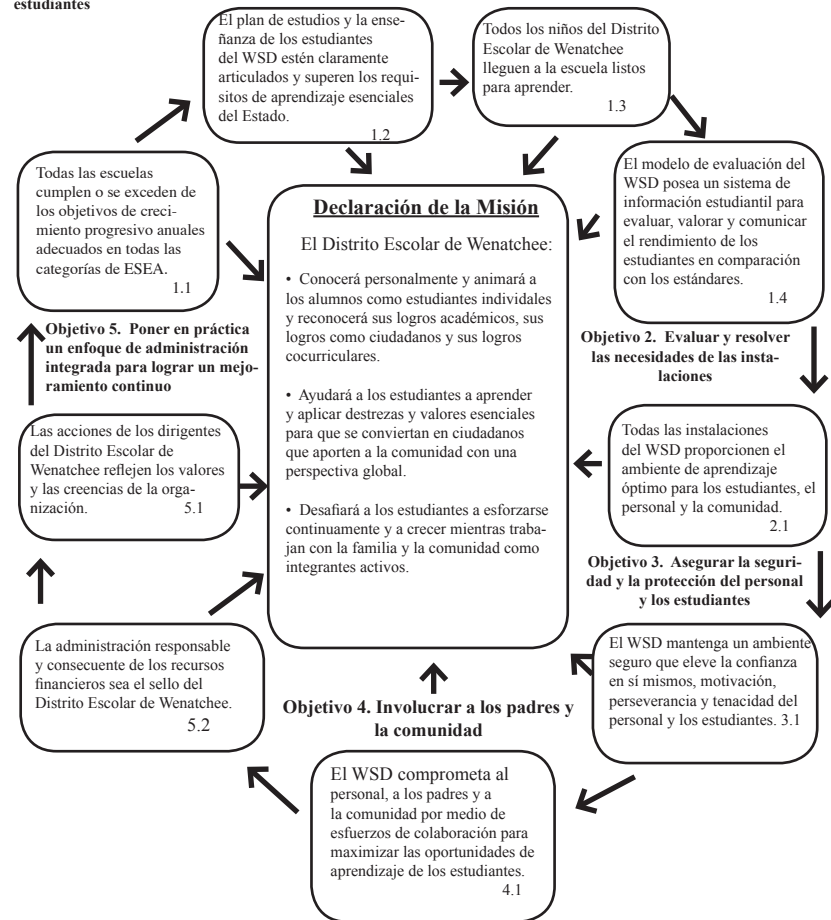 estudiantes
El plan de estudios y la ense-
ñanza de los estudiantes
del WSD estén claramente
articulados y superen los requi-
sitos de aprendizaje esenciales
del Estado.
1.2
Todos los niños del Distrito
Escolar de Wenatchee
lleguen a la escuela listos
para aprender.
1.3
Todas las escuelas
cumplen o se exceden de
los objetivos de creci-
miento progresivo anuales
adecuados en todas las
categorías de ESEA.
1.1
Declaración de la Misión
El Distrito Escolar de Wenatchee:
• Conocerá personalmente y animará a
los alumnos como estudiantes individales
y reconocerá sus logros académicos, sus
logros como ciudadanos y sus logros
cocurriculares.
• Ayudará a los estudiantes a aprender
y aplicar destrezas y valores esenciales
para que se conviertan en ciudadanos
que aporten a la comunidad con una
perspectiva global.
• Desafiará a los estudiantes a esforzarse
continuamente y a crecer mientras traba-
jan con la familia y la comunidad como
integrantes activos.
El modelo de evaluación del
WSD posea un sistema de
información estudiantil para
evaluar, valorar y comunicar
el rendimiento de los
estudiantes en comparación
con los estándares.
1.4
Objetivo 5. Poner en práctica
un enfoque de administración
integrada para lograr un mejo-
ramiento continuo
Objetivo 2. Evaluar y resolver
las necesidades de las insta-
laciones
Las acciones de los dirigentes
del Distrito Escolar de
Wenatchee reflejen los valores
y las creencias de la orga-
nización. 5.1
Todas las instalaciones
del WSD proporcionen el
ambiente de aprendizaje
óptimo para los estudiantes, el
personal y la comunidad.
2.1
Objetivo 3. Asegurar la seguri-
dad y la protección del personal
y los estudiantes
La administración responsable
y consecuente de los recursos
financieros sea el sello del
Distrito Escolar de Wenatchee.
5.2
El WSD mantenga un ambiente
seguro que eleve la confianza
en sí mismos, motivación,
perseverancia y tenacidad del
personal y los estudiantes. 3.1
Objetivo 4. Involucrar a los padres y
la comunidad
El WSD comprometa al
personal, a los padres y a
la comunidad por medio de
esfuerzos de colaboración para
maximizar las oportunidades de
aprendizaje de los estudiantes.
4.1